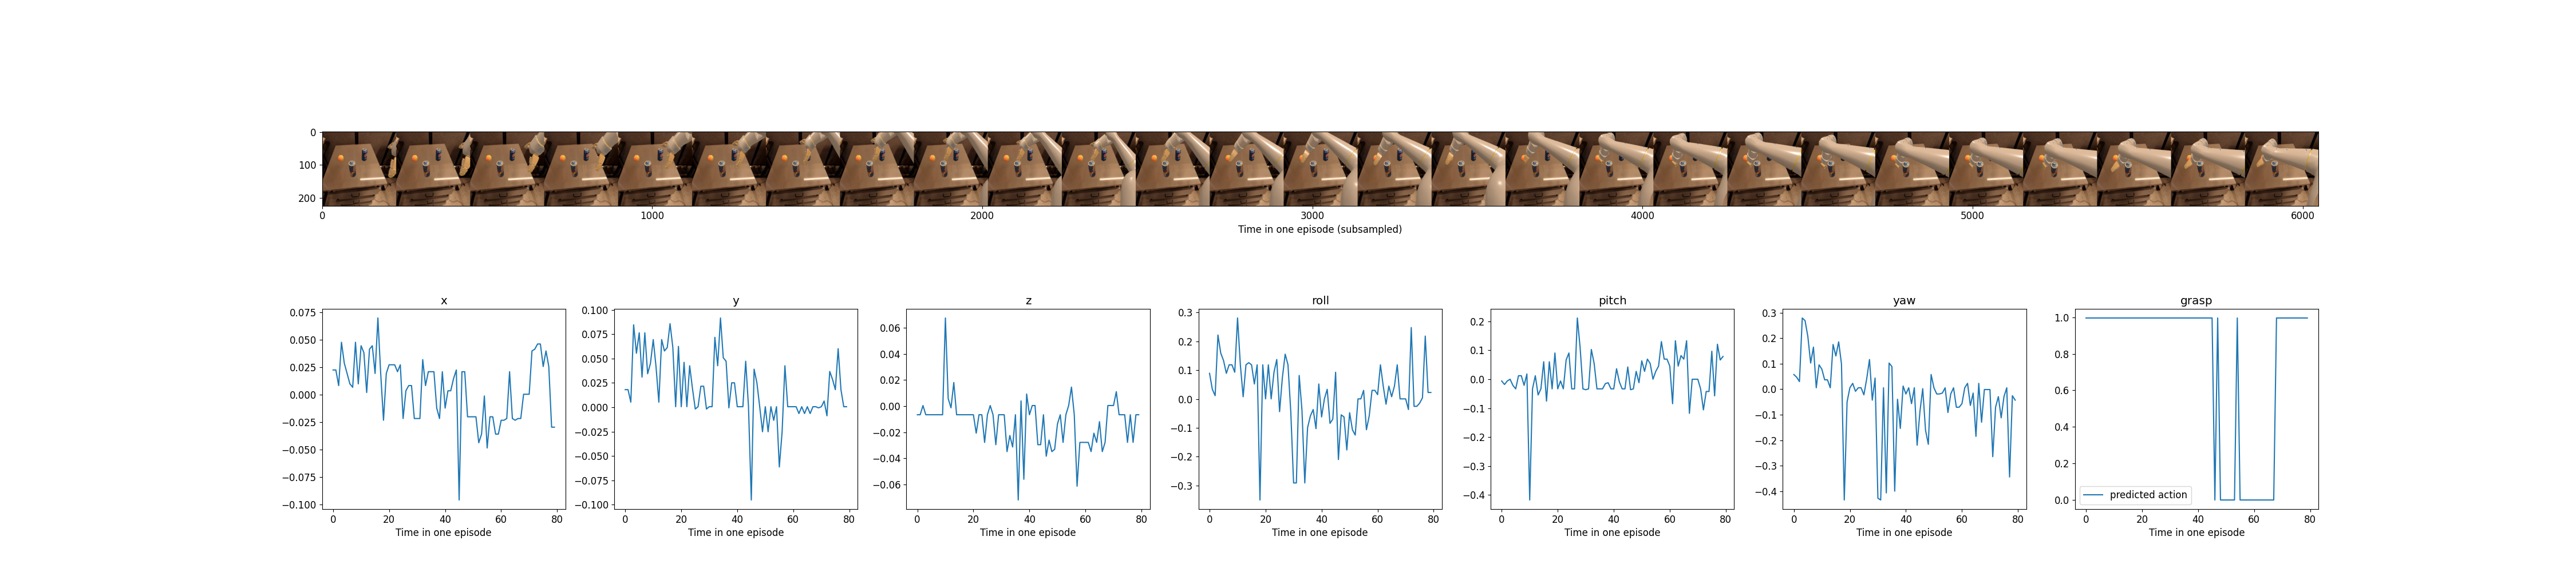 0
100
200
0 1000 2000 3000 4000 5000 6000
Time in one episode (subsampled)
x
0.075
0.050
0.025
0.000
−0.025
−0.050
−0.075
−0.100
0 20 40 60 80
Time in one episode
y
0.100
0.075
0.050
0.025
0.000
−0.025
−0.050
−0.075
−0.100
0 20 40 60 80
Time in one episode
z
0.06
0.04
0.02
0.00
−0.02
−0.04
−0.06
0 20 40 60 80
Time in one episode
roll
0.3
0.2
0.1
0.0
−0.1
−0.2
−0.3
0 20 40 60 80
Time in one episode
pitch
0.2
0.1
0.0
−0.1
−0.2
−0.3
−0.4
0 20 40 60 80
Time in one episode
yaw
0.3
0.2
0.1
0.0
−0.1
−0.2
−0.3
−0.4
0 20 40 60 80
Time in one episode
grasp
1.0
0.8
0.6
0.4
0.2
0.0
predicted action
0 20 40 60 80
Time in one episode